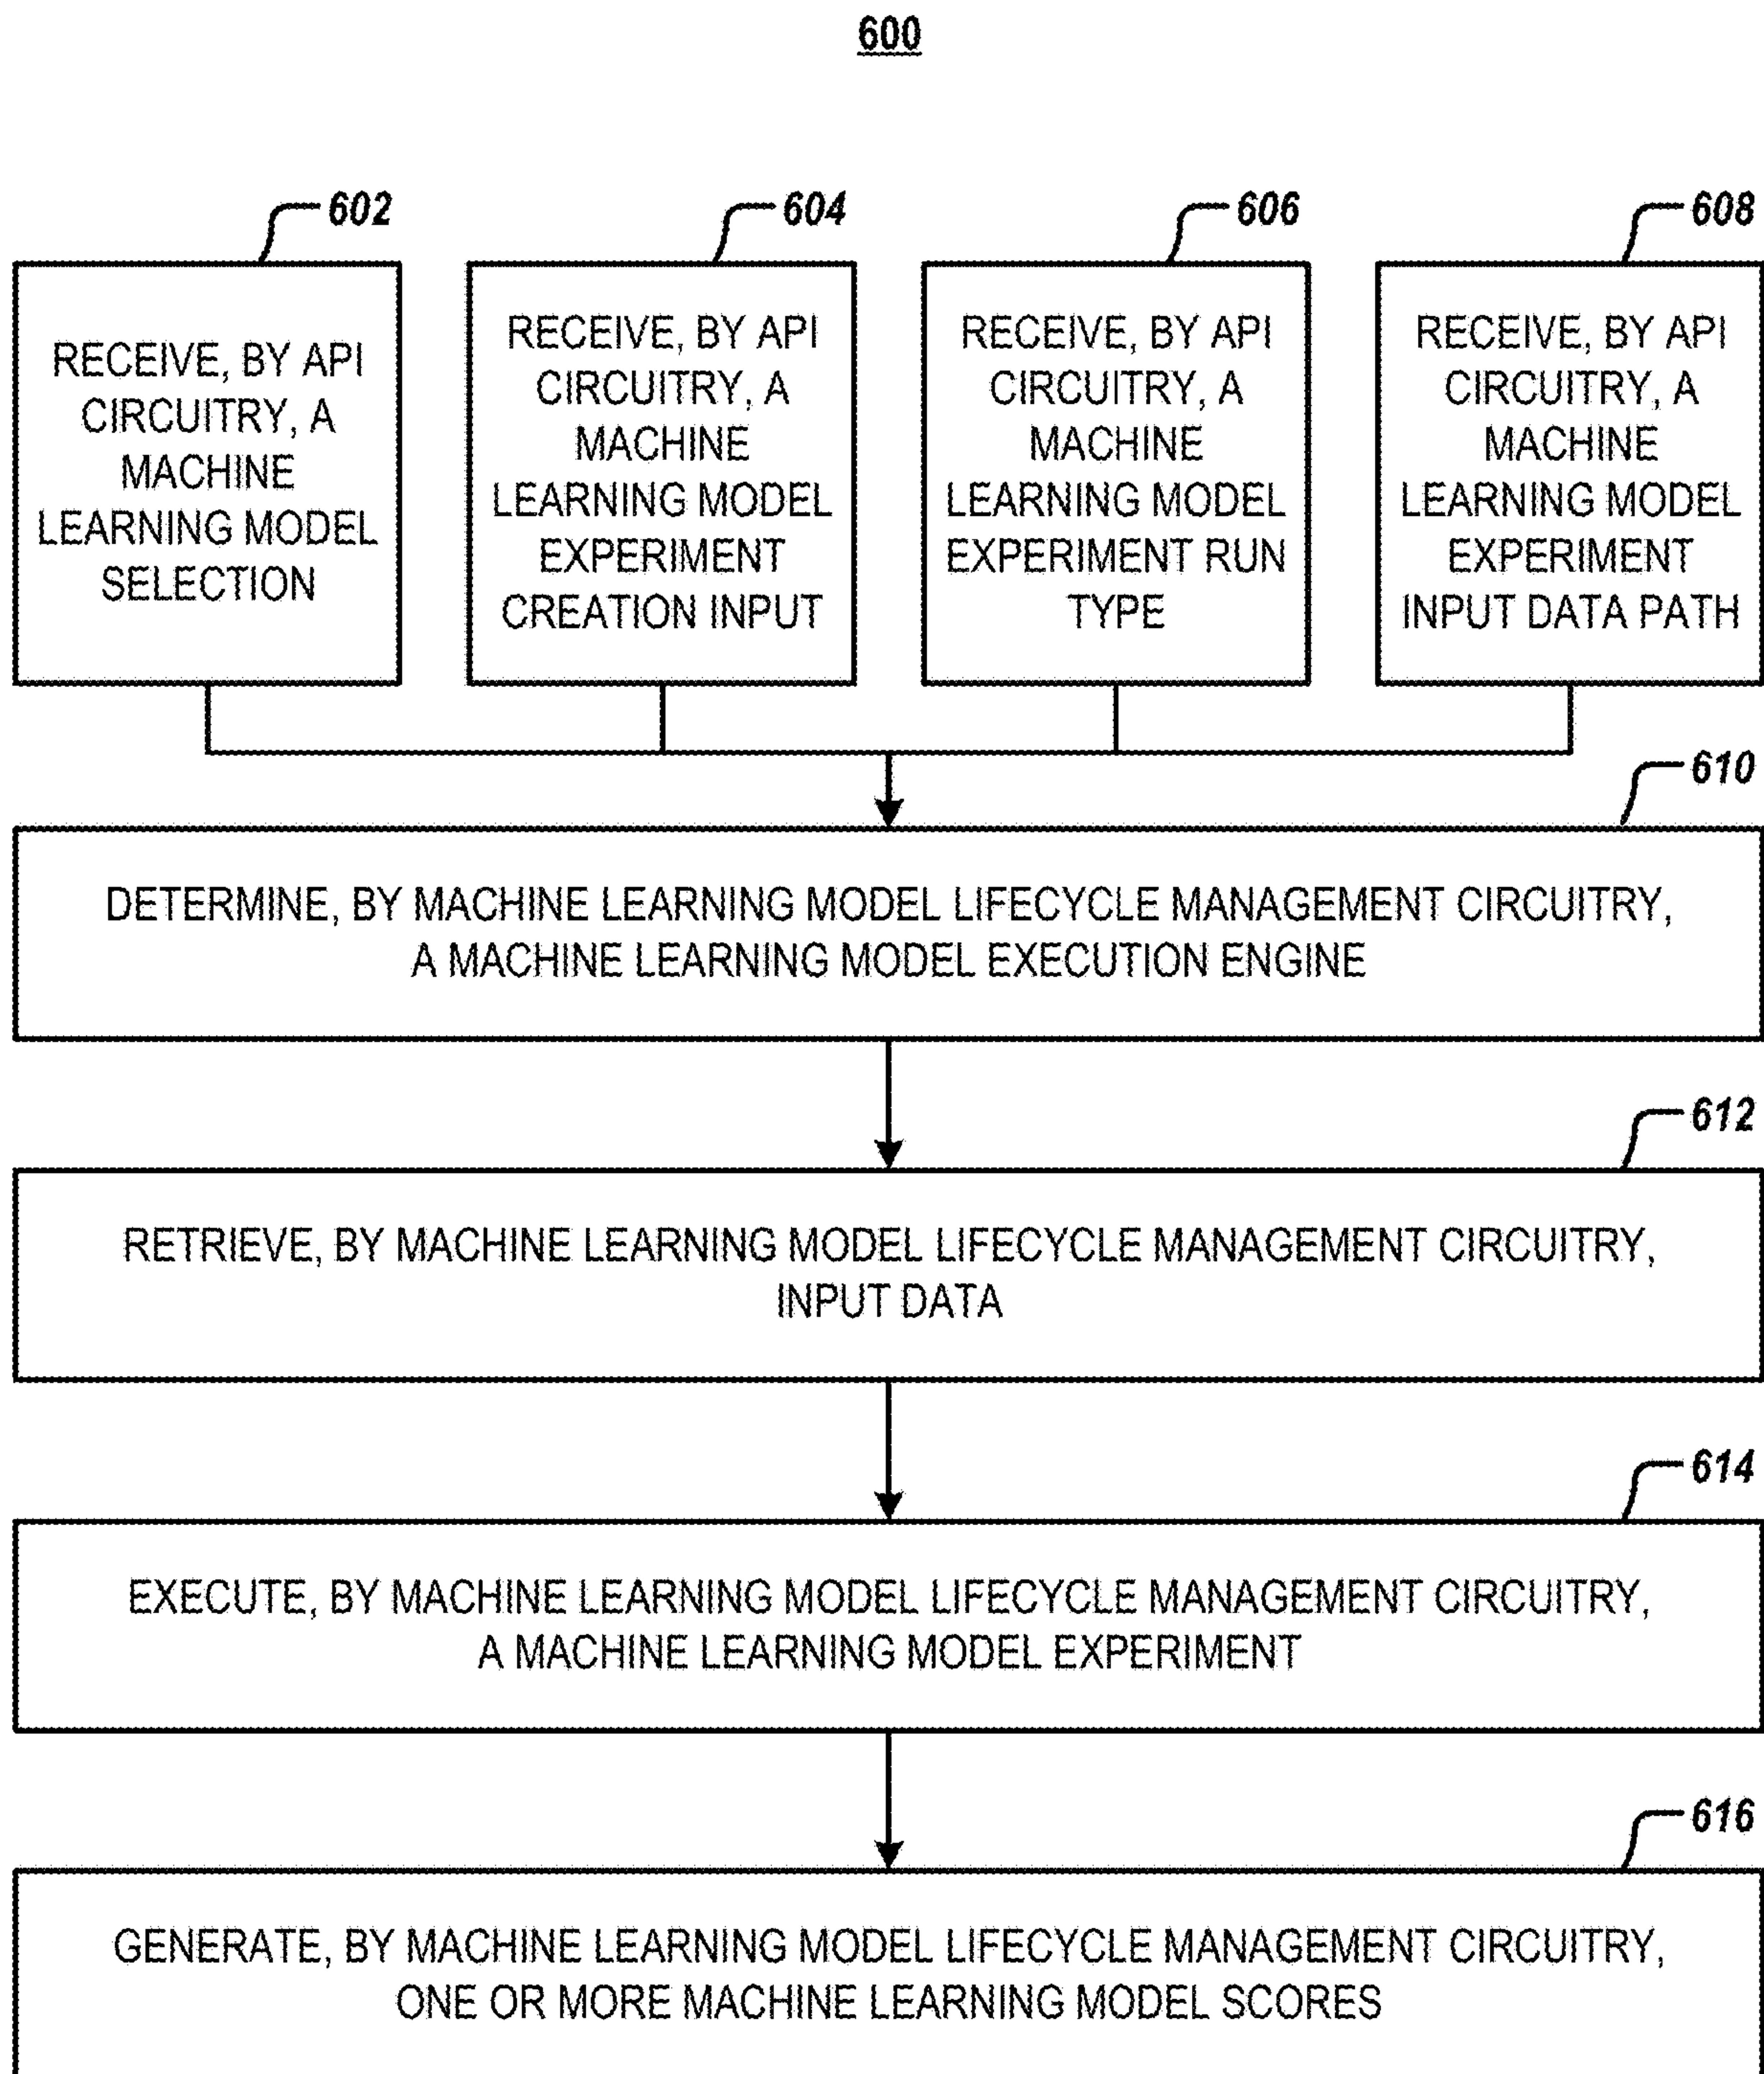 600
602
604
606
608
RECEIVE, BY API
CIRCUITRY, A
MACHINE
LEARNING MODEL
SELECTION
RECEIVE, BY API
CIRCUITRY, A
MACHINE
LEARNING MODEL
EXPERIMENT
CREATION INPUT
RECEIVE, BY API
CIRCUITRY, A
MACHINE
LEARNING MODEL
EXPERIMENT RUN
TYPE
RECEIVE, BY API
CIRCUITRY, A
MACHINE
LEARNING MODEL
EXPERIMENT
INPUT DATA PATH
610
DETERMINE, BY MACHINE LEARNING MODEL LIFECYCLE MANAGEMENT CIRCUITRY,
A MACHINE LEARNING MODEL EXECUTION ENGINE
612
RETRIEVE, BY MACHINE LEARNING MODEL LIFECYCLE MANAGEMENT CIRCUITRY,
INPUT DATA
614
EXECUTE, BY MACHINE LEARNING MODEL LIFECYCLE MANAGEMENT CIRCUITRY,
A MACHINE LEARNING MODEL EXPERIMENT
616
GENERATE, BY MACHINE LEARNING MODEL LIFECYCLE MANAGEMENT CIRCUITRY,
ONE OR MORE MACHINE LEARNING MODEL SCORES